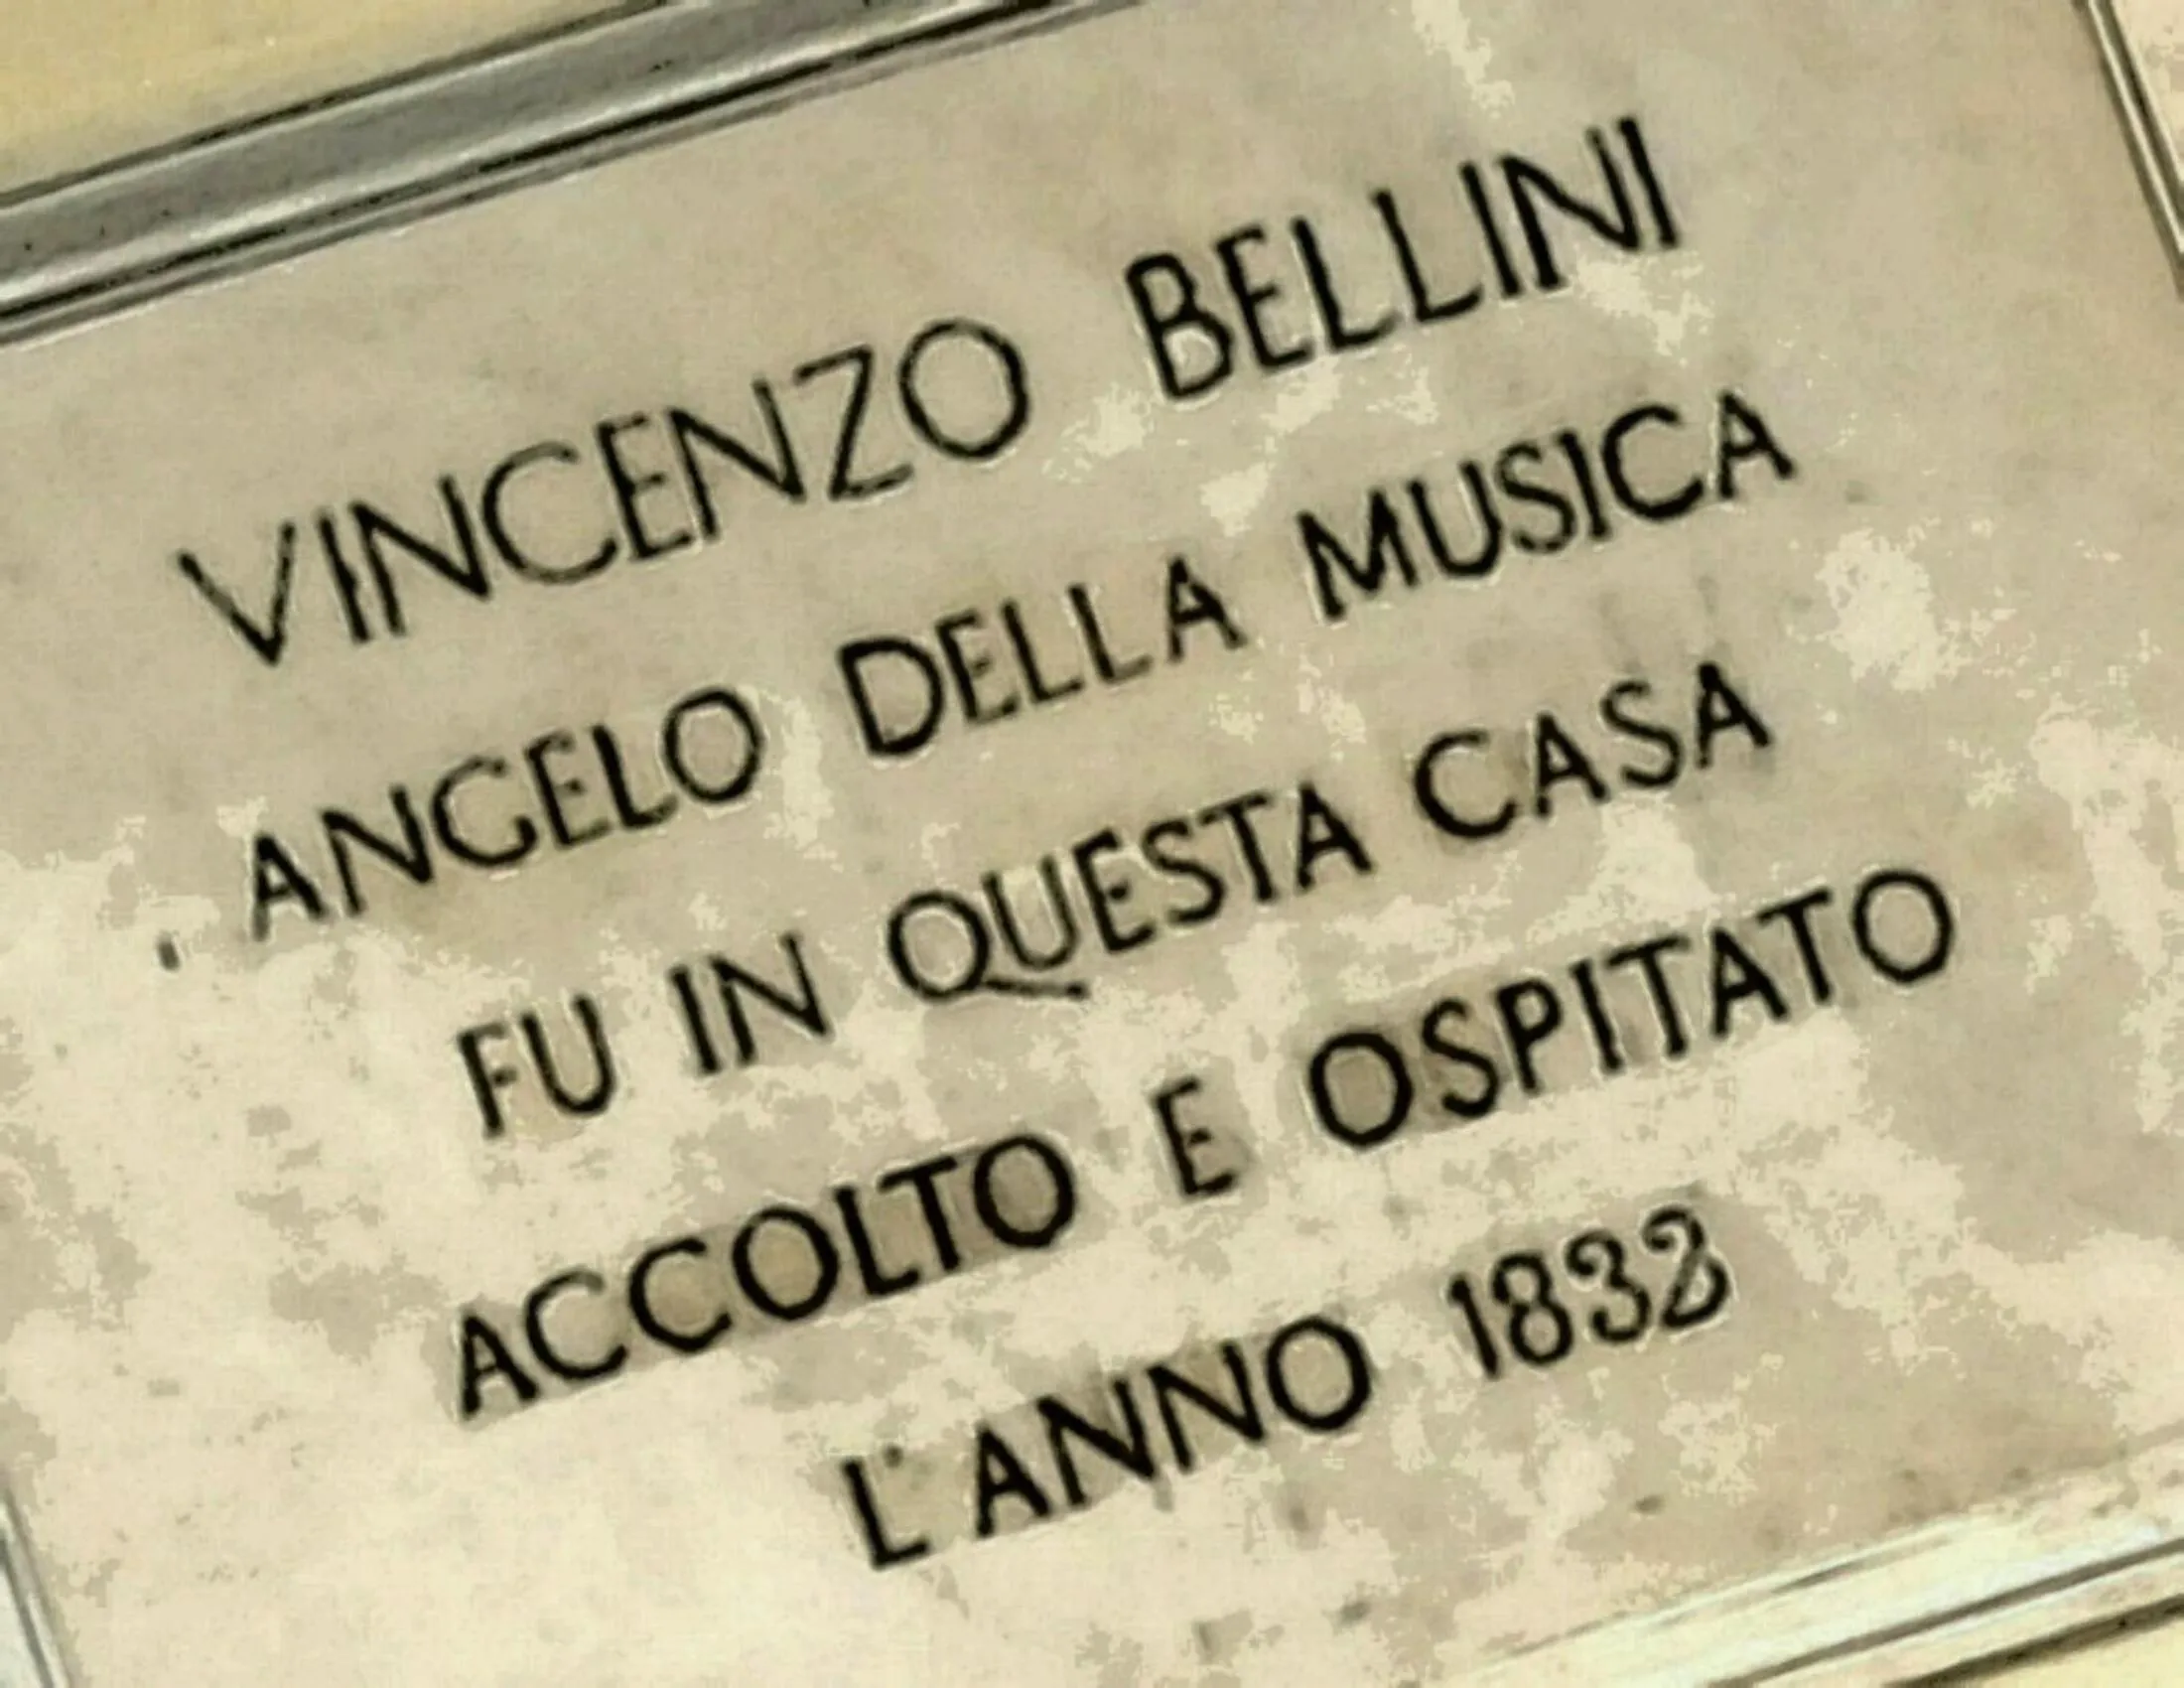 VINCENZO BELLINI
ANGELO DELLA MUSICA
FU IN QUESTA CASA
ACCOLTO E OSPITATO
L'ANNO 1832